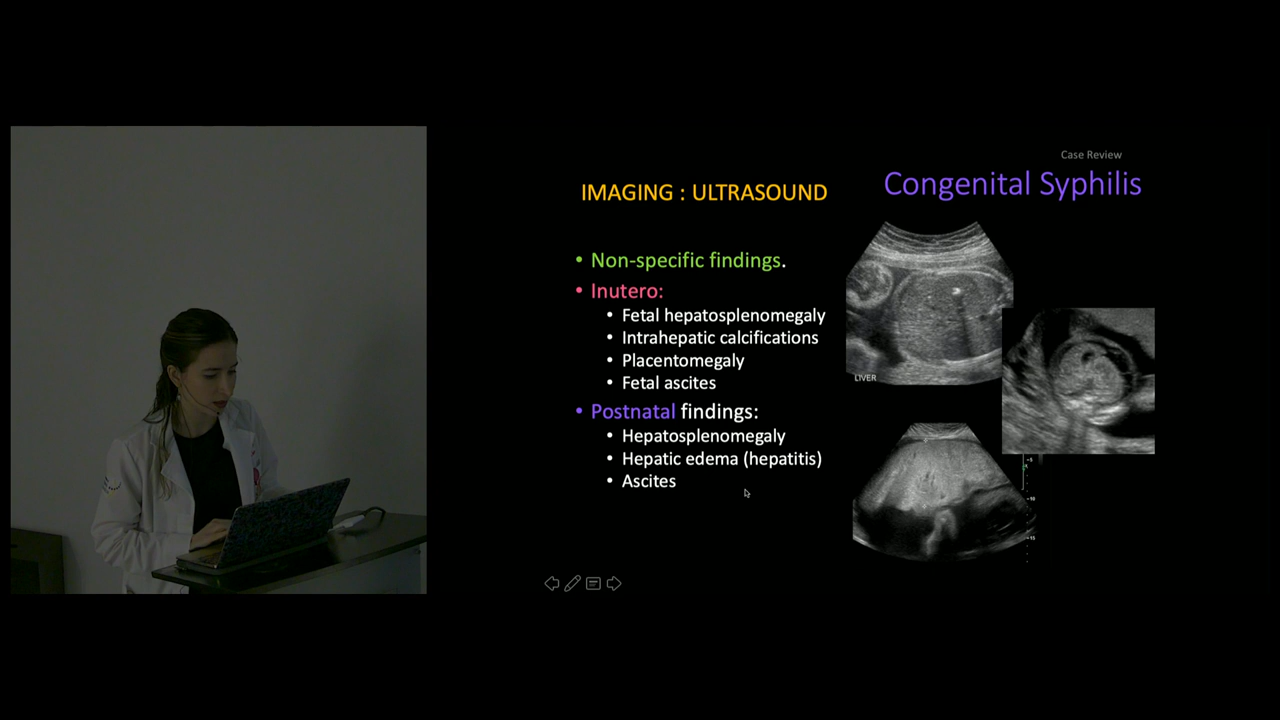 Case Review
Congenital Syphilis
IMAGING : ULTRASOUND
• Non-specific findings.
• Inutero:
• Fetal hepatosplenomegaly
• Intrahepatic calcifications
• Placentomegaly
• Fetal ascites
• Postnatal findings:
• Hepatosplenomegaly
• Hepatic edema (hepatitis)
• Ascites
LIVER